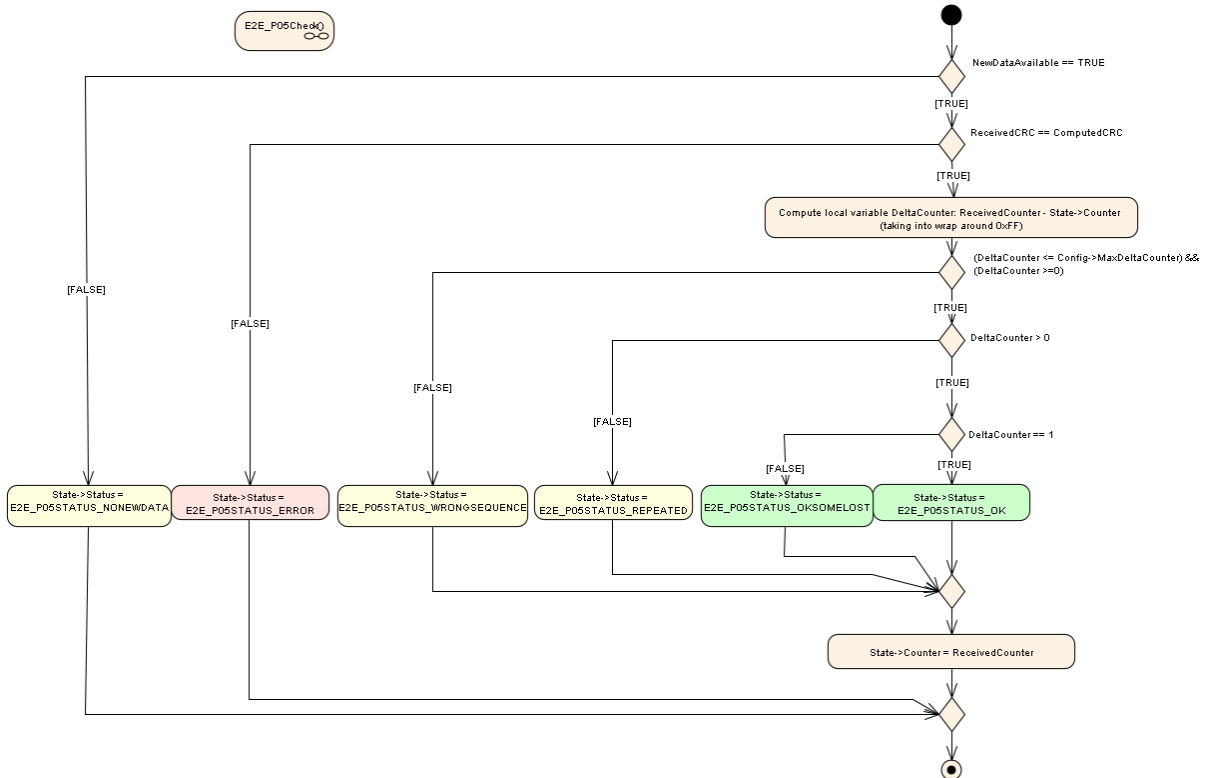 E2E_P05Check()
NewDataAvailable == TRUE
[TRUE]
ReceivedCRC == ComputedCRC
[TRUE]
Compute local variable DeltaCounter: ReceivedCounter - State->Counter
(taking into wrap around 0xFF)
(DeltaCounter <= Config->MaxDeltaCounter) &&
(DeltaCounter >=0)
[FALSE]
[TRUE]
[FALSE]
DeltaCounter > 0
[TRUE]
[FALSE]
[FALSE]
DeltaCounter == 1
[FALSE]
[TRUE]
State->Status =
E2E_P05STATUS_NONEWDATA
State->Status =
E2E_P05STATUS_ERROR
State->Status =
E2E_P05STATUS_WRONGSEQUENCE
State->Status =
E2E_P05STATUS_REPEATED
State->Status =
E2E_P05STATUS_OKSOMELOST
State->Status =
E2E_P05STATUS_OK
State->Counter = ReceivedCounter